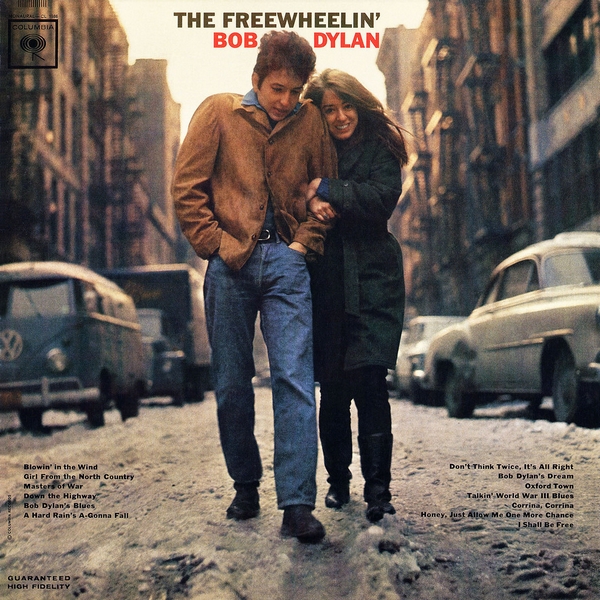 THE FREEWHEELIN'
BOB DYLAN
COLUMBIA
Blowin' in the Wind
Girl From the North Country
Masters of War
Down the Highway
Bob Dylan's Blues
A Hard Rain's A-Gonna Fall
Don't Think Twice, It's All Right
Bob Dylan's Dream
Oxford Town
Talkin' World War III Blues
Corrina, Corrina
Honey, Just Allow Me One More Chance
I Shall Be Free
GUARANTEED
HIGH FIDELITY